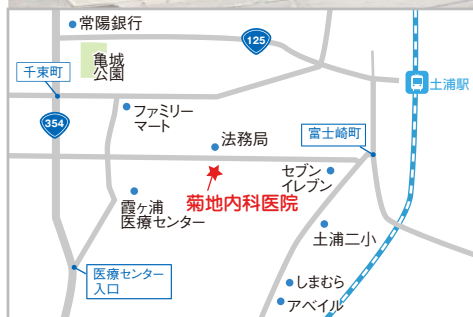 常陽銀行
125
亀城
公園
千束町
土浦駅
ファミリー
マート
354
法務局
富士崎町
セブン
イレブン
菊地内科医院
霞ヶ浦
医療センター
土浦二小
医療センター
入口
しまむら
アベイル